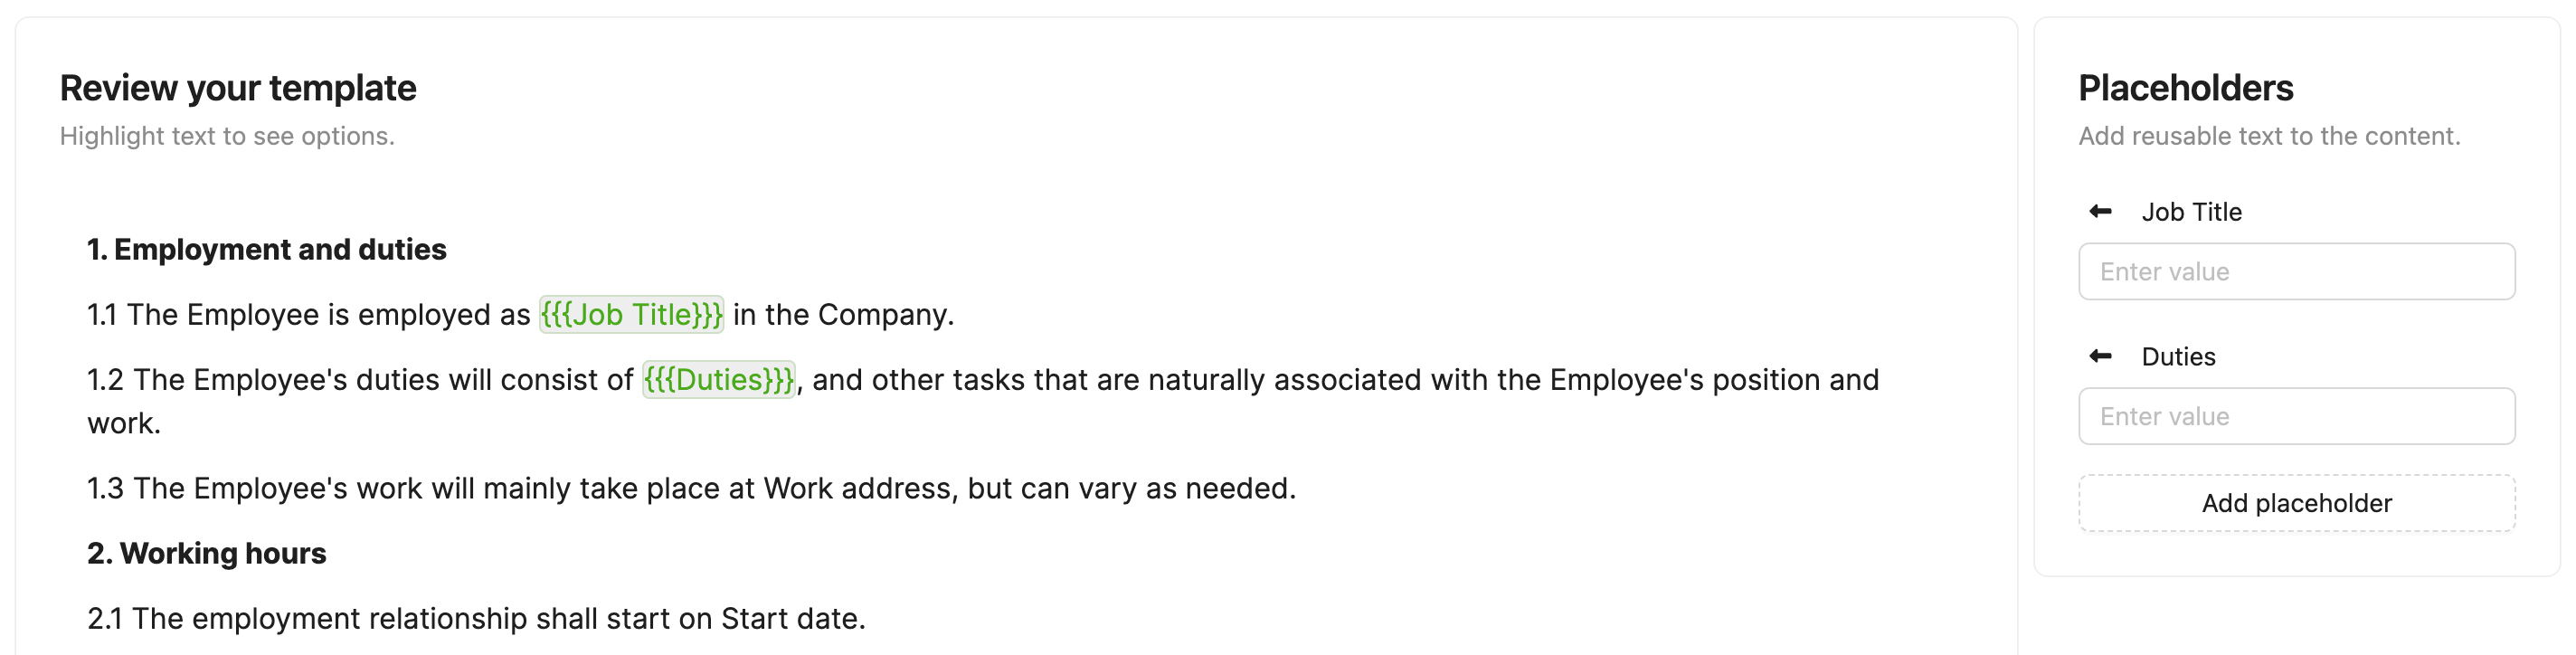 Review your template
Highlight text to see options.
1. Employment and duties
1.1 The Employee is employed as {{{Job Title}}} in the Company.
1.2 The Employee's duties will consist of {{{Duties}}}, and other tasks that are naturally associated with the Employee's position and
work.
1.3 The Employee's work will mainly take place at Work address, but can vary as needed.
2. Working hours
2.1 The employment relationship shall start on Start date.
Placeholders
Add reusable text to the content.
Job Title
Enter value
Duties
Enter value
Add placeholder